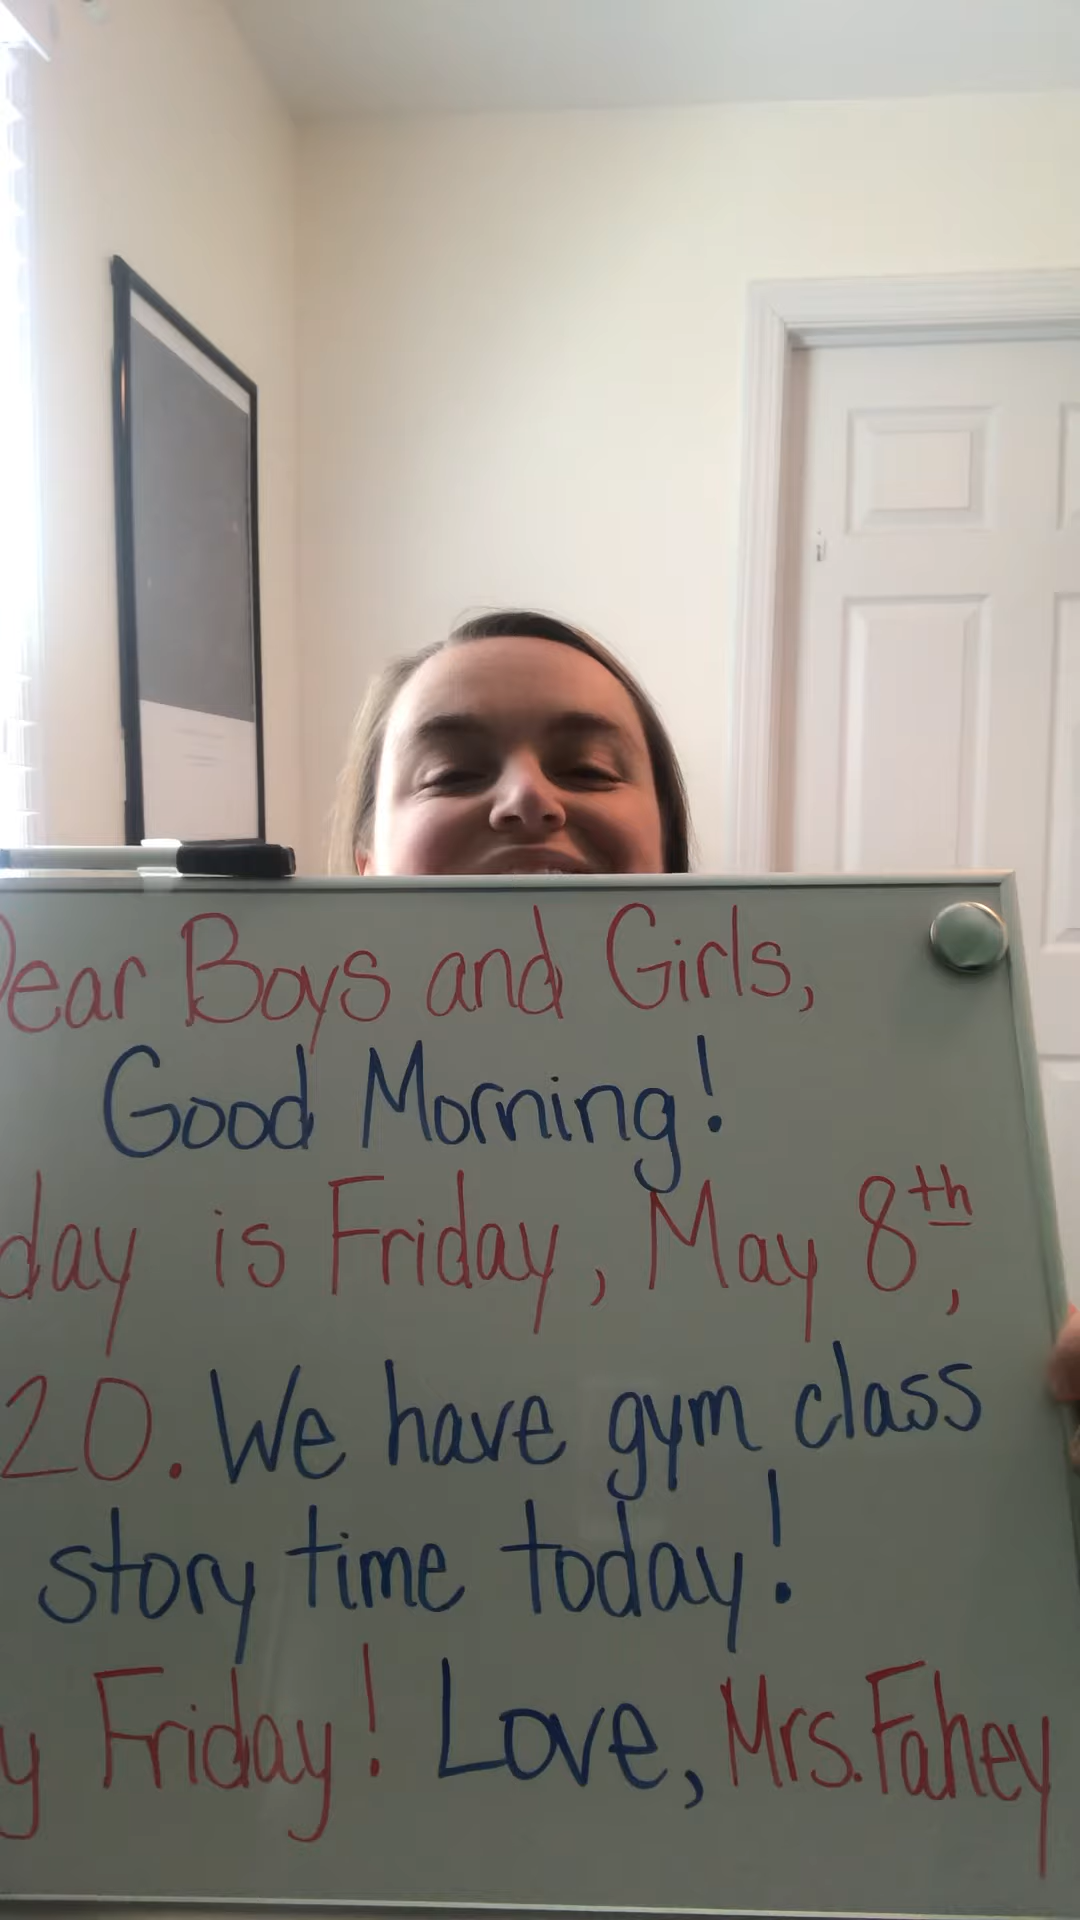 Dear Boys and Girls,
Good Morning!
day is Friday, May 8th,
20. We have gym class
story time today!
y Friday! Love, Mrs. Fahey